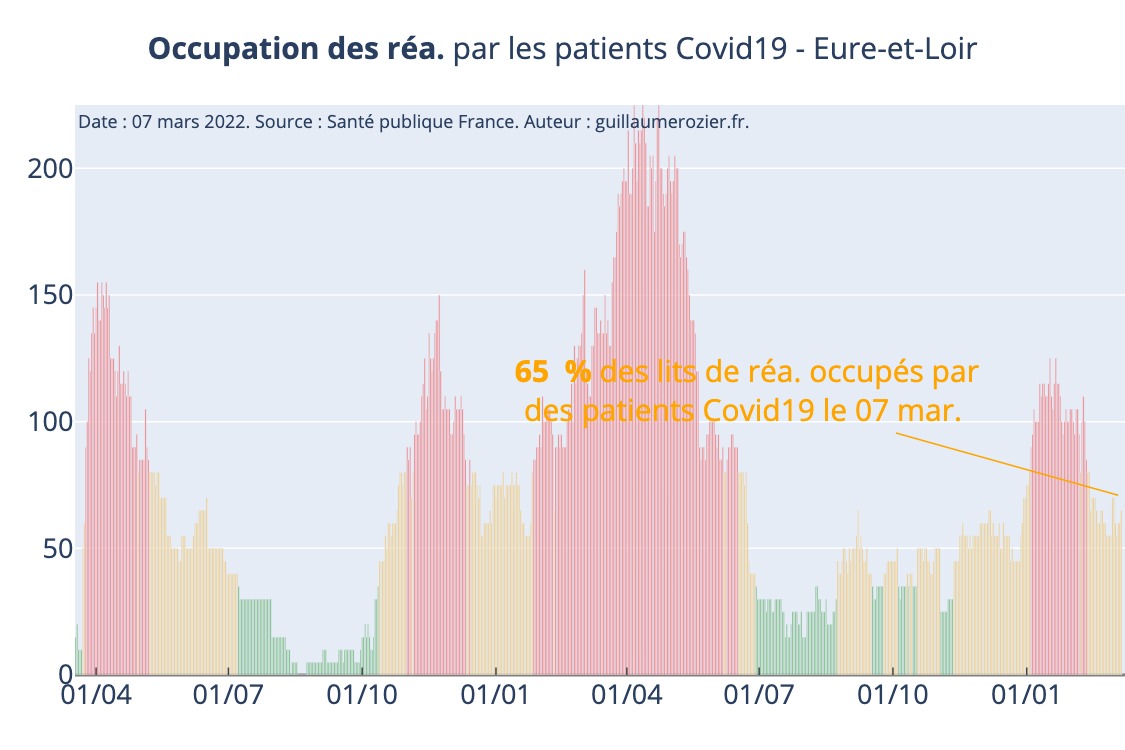 Occupation des réa. par les patients Covid19 - Eure-et-Loir
Date : 07 mars 2022. Source : Santé publique France. Auteur : guillaumerozier.fr.
200
150
65 % des lits de réa. occupés par
des patients Covid19 le 07 mar.
100
50
0
01/04 01/07 01/10 01/01 01/04 01/07 01/10 01/01